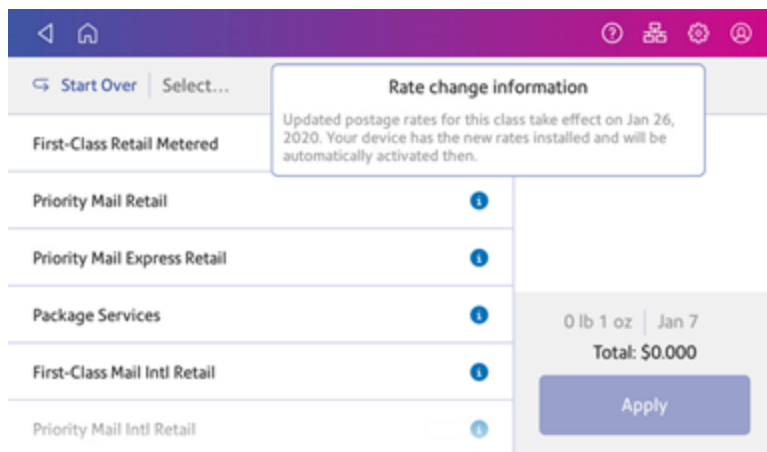 Start Over
Select...
Rate change information
Updated postage rates for this class take effect on Jan 26,
2020. Your device has the new rates installed and will be
automatically activated then.
First-Class Retail Metered
Priority Mail Retail
Priority Mail Express Retail
Package Services
First-Class Mail Intl Retail
Priority Mail Intl Retail
0 lb 1 oz
Jan 7
Total: $0.000
Apply